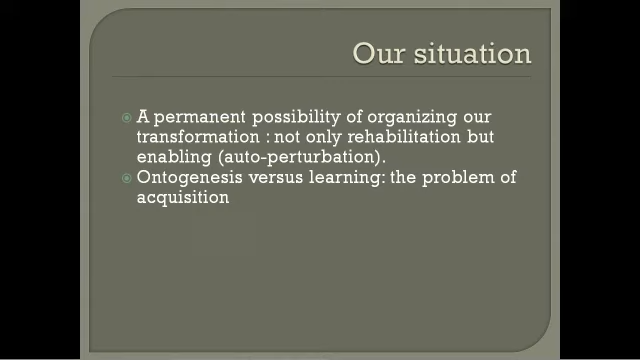 Our situation
A permanent possibility of organizing our
transformation : not only rehabilitation but
enabling (auto-perturbation).
Ontogenesis versus learning: the problem of
acquisition